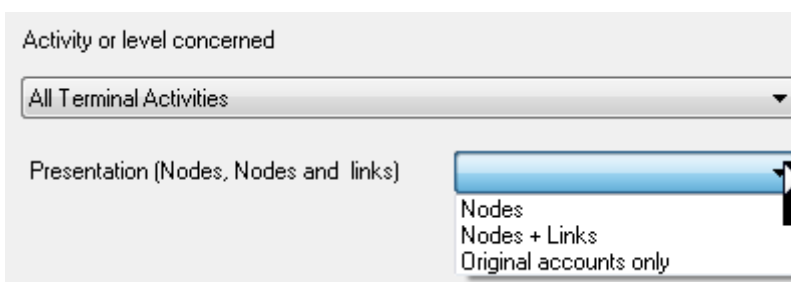 Activity or level concerned
All Terminal Activities
Presentation (Nodes, Nodes and links)
Nodes
Nodes + Links
Original accounts only